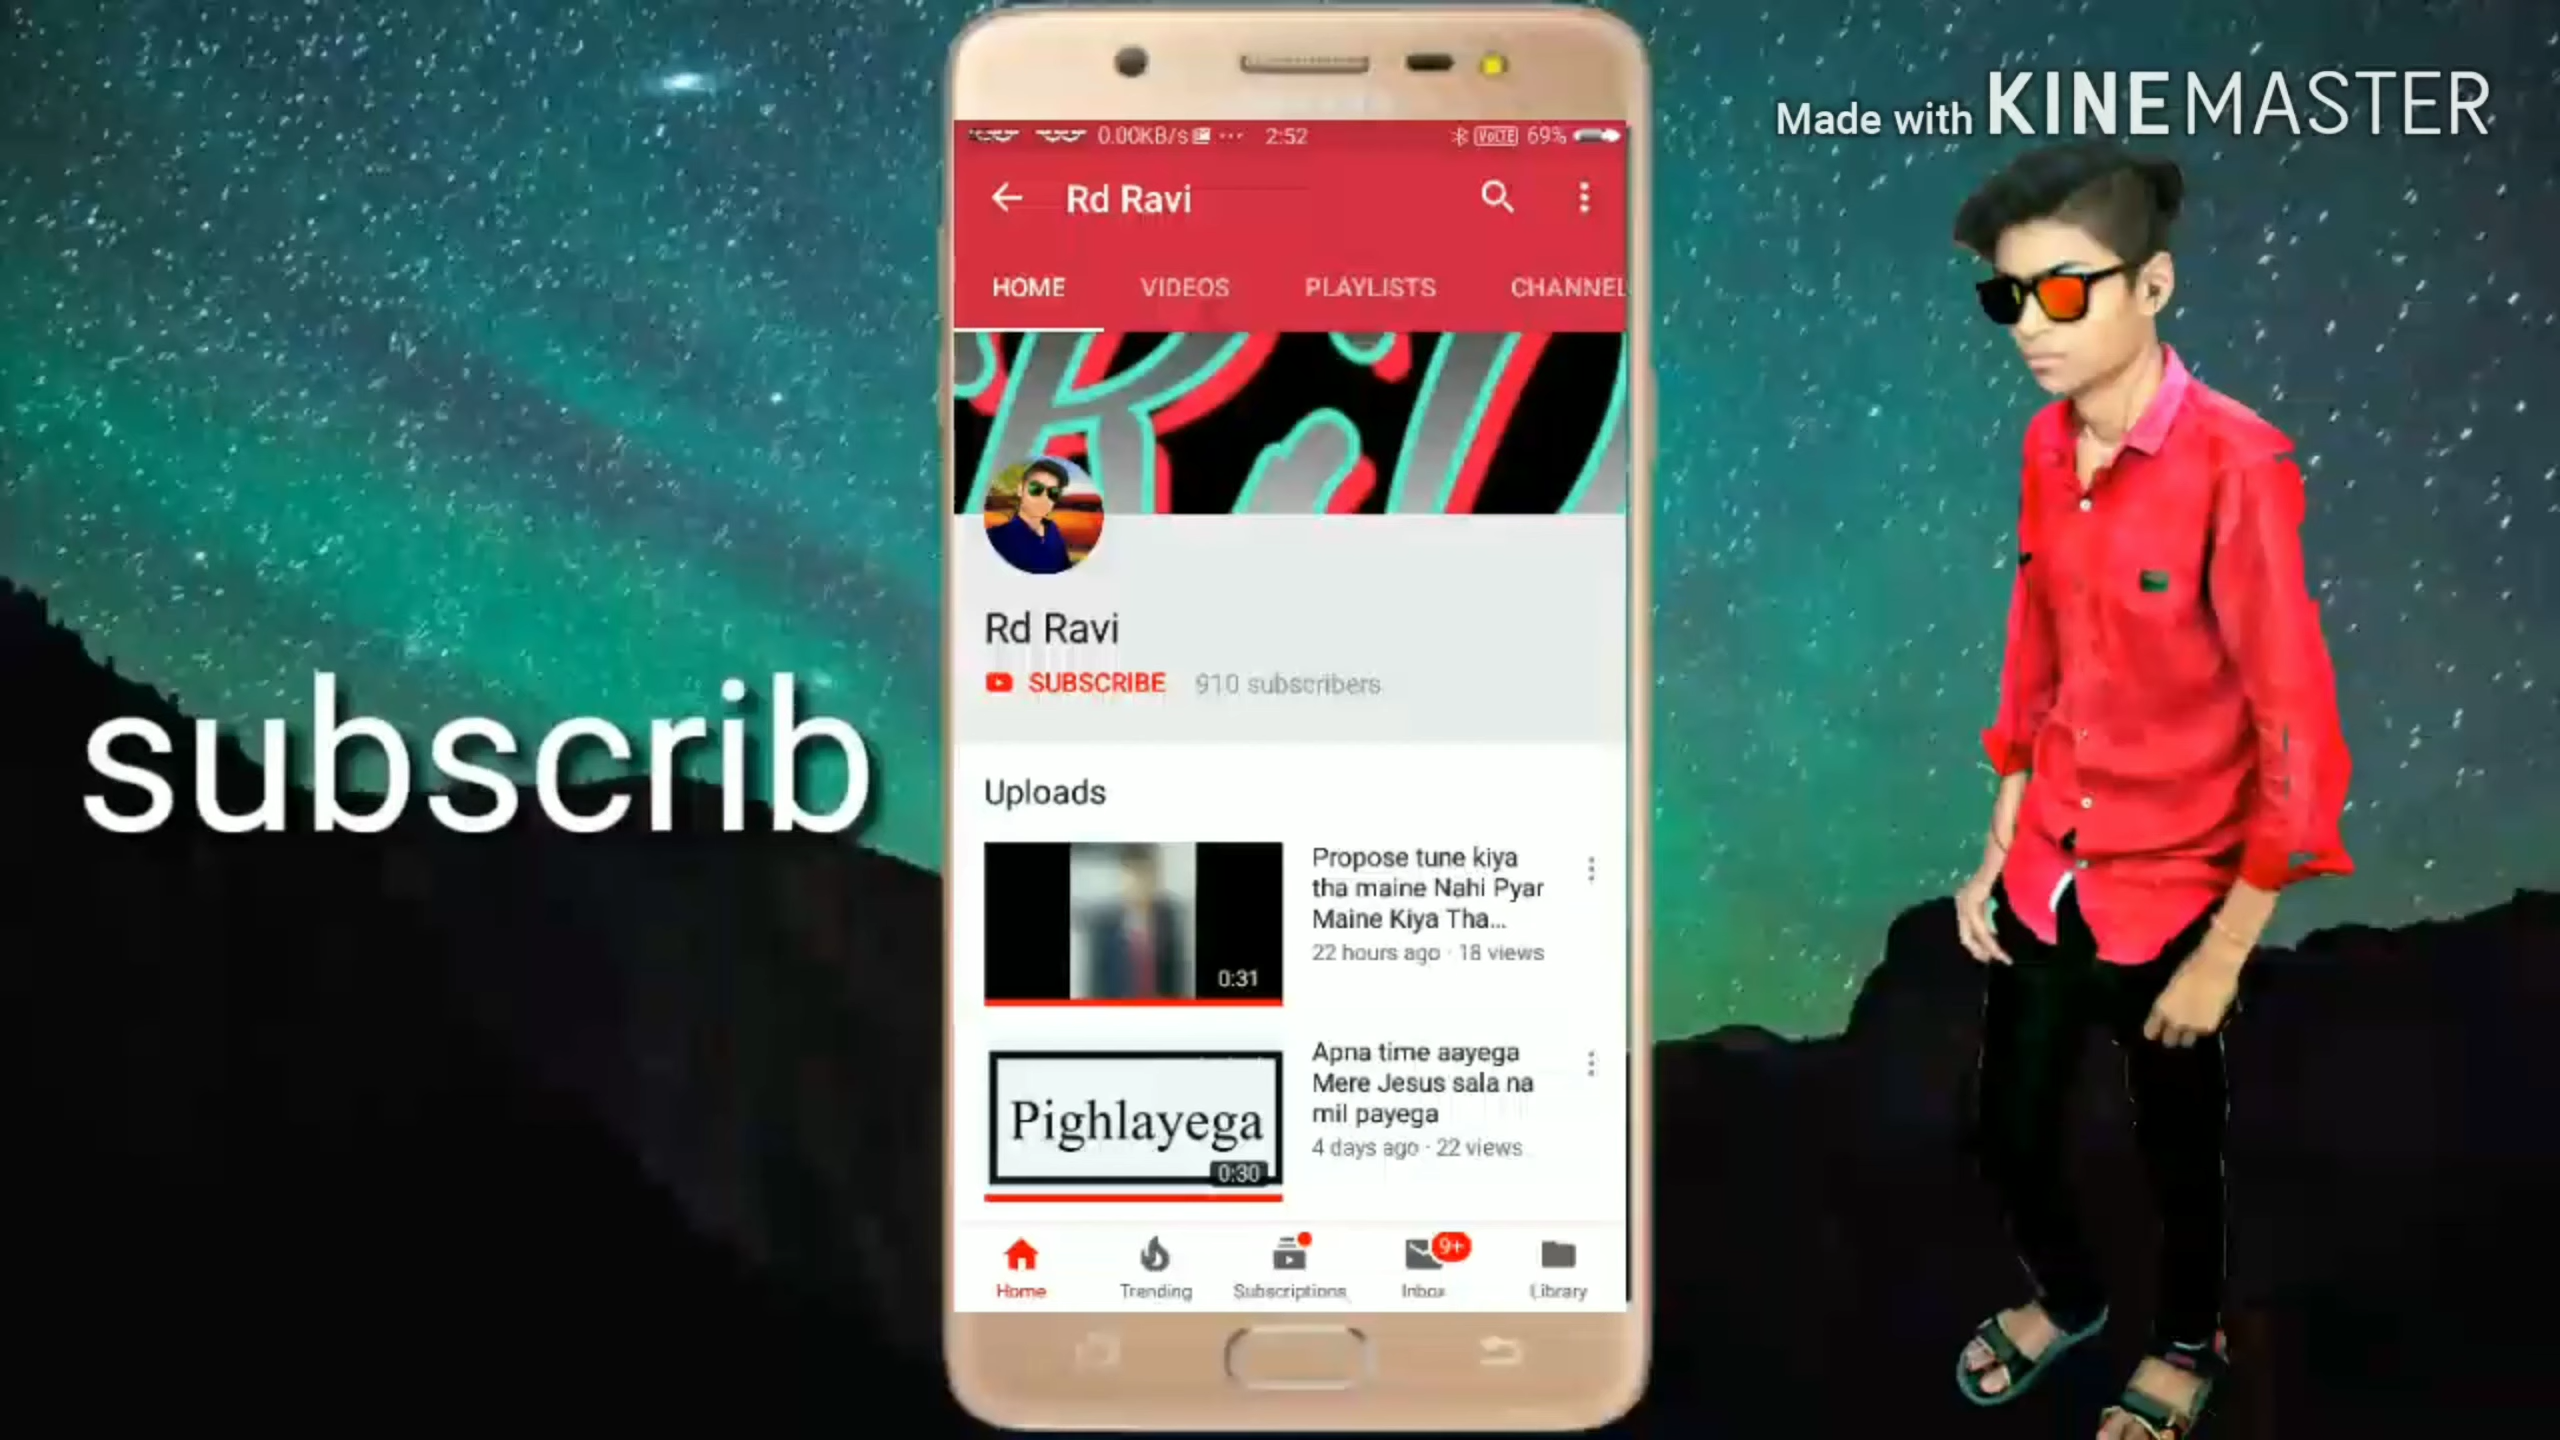 Made with KINEMASTER
0.00KB/s ... 2:52 VoLTE 69%
Rd Ravi
HOME VIDEOS PLAYLISTS CHANNEL
R D
Rd Ravi
SUBSCRIBE 910 subscribers
subscrib
Uploads
Propose tune kiya
tha maine Nahi Pyar
Maine Kiya Tha...
22 hours ago · 18 views
0:31
Apna time aayega
Mere Jesus sala na
mil payega
4 days ago · 22 views
Pighlayega
0:30
Home Trending Subscriptions 9+ Inbox Library